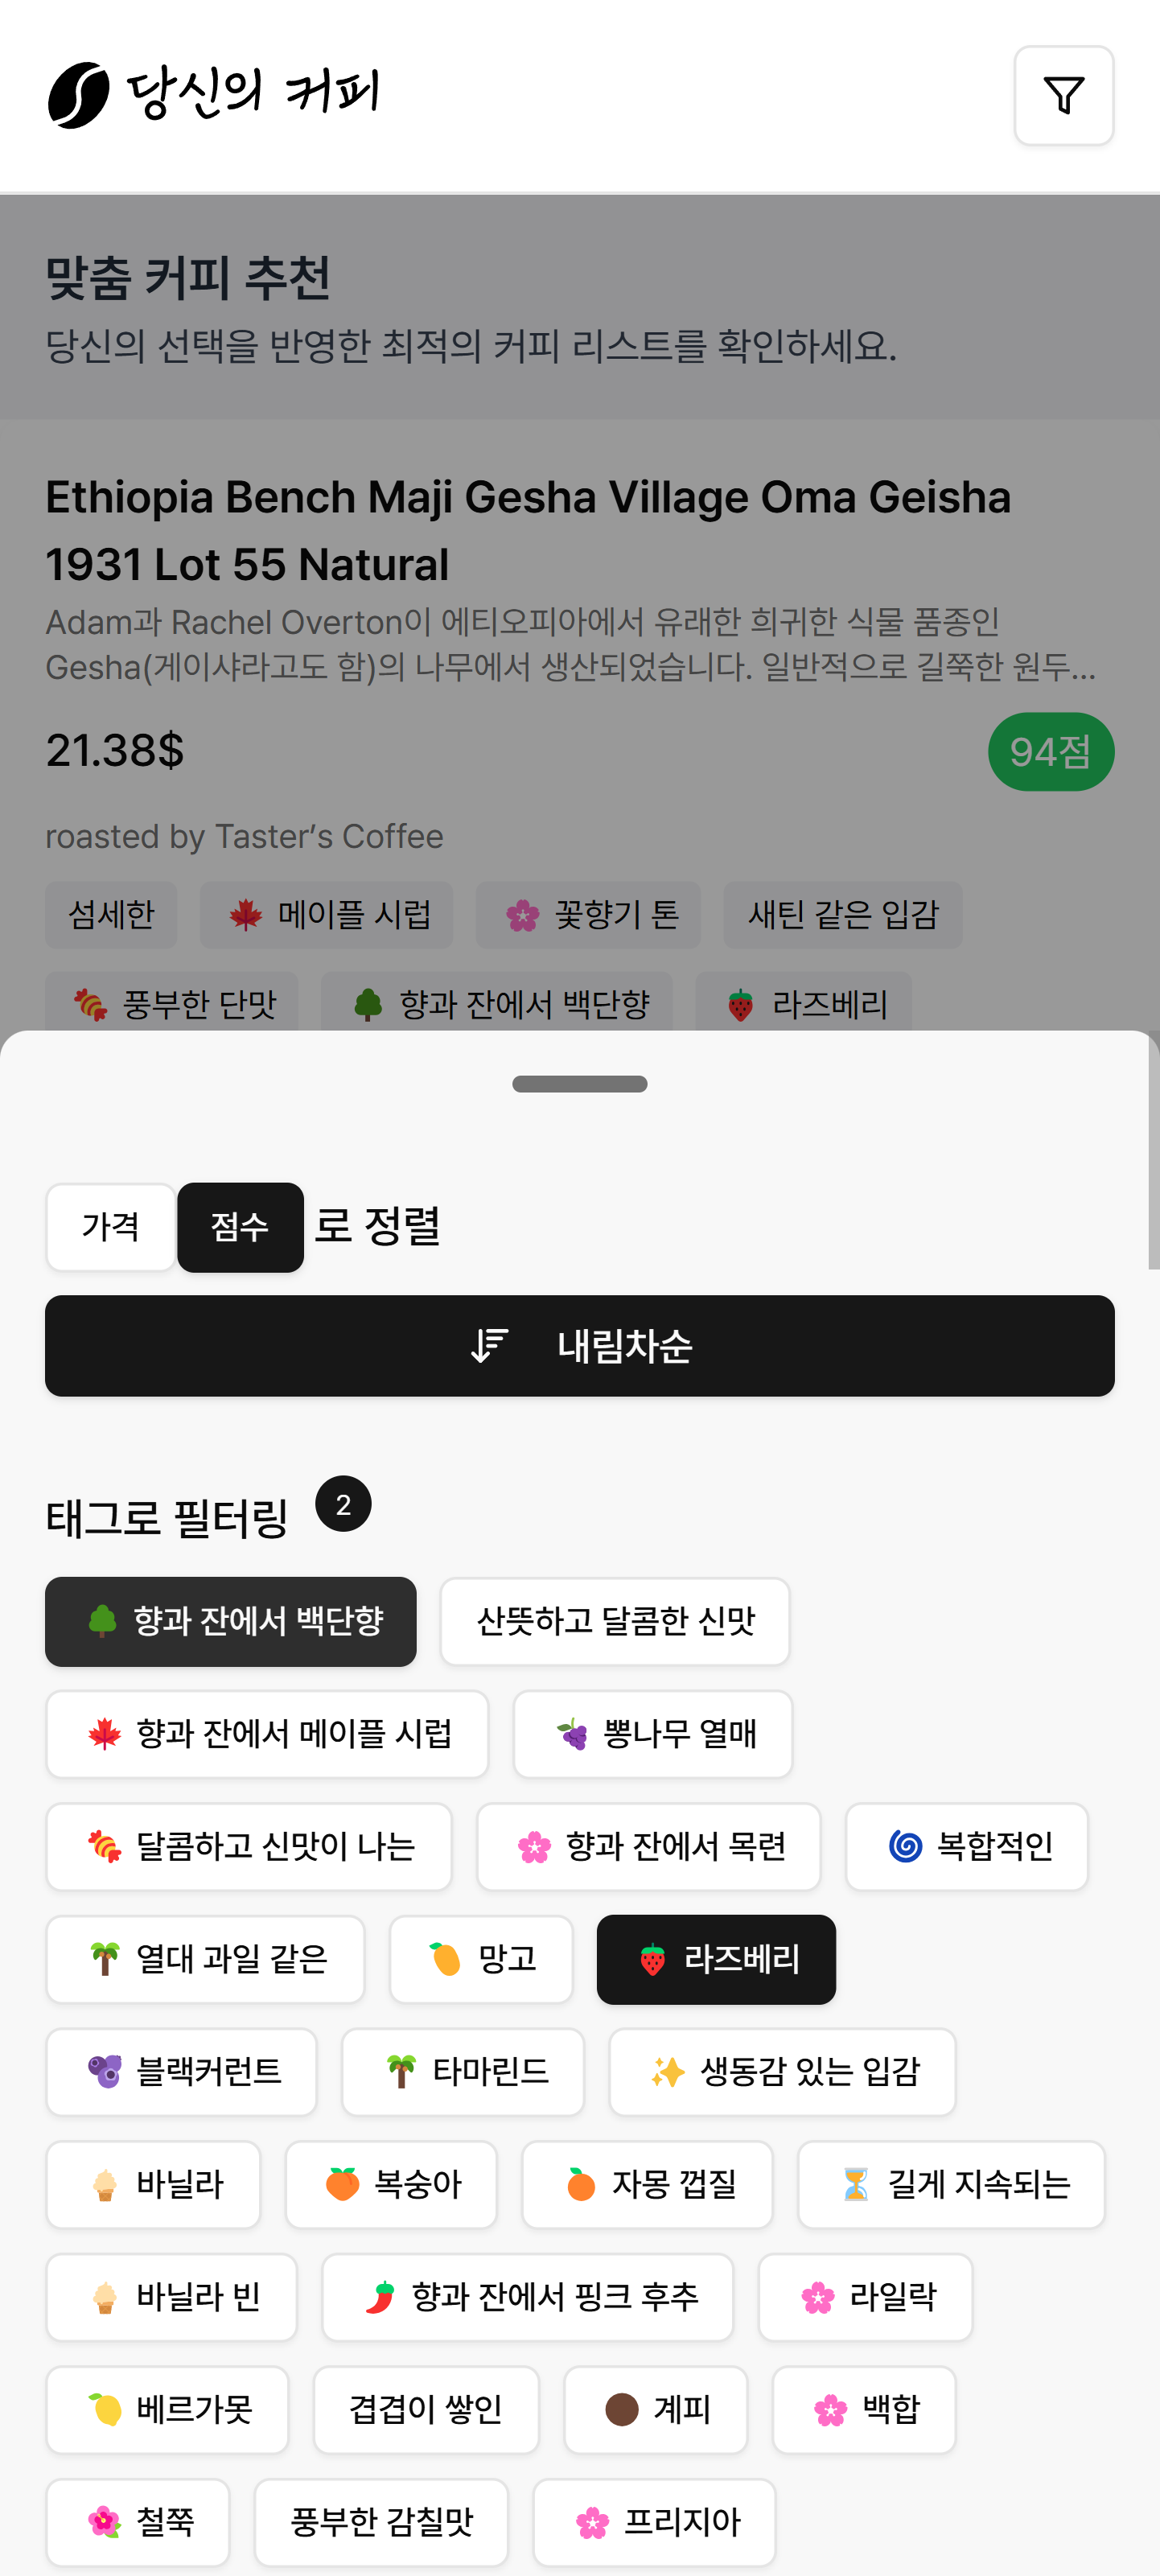 당신의 커피
맞춤 커피 추천
당신의 선택을 반영한 최적의 커피 리스트를 확인하세요.
Ethiopia Bench Maji Gesha Village Oma Geisha
1931 Lot 55 Natural
Adam과 Rachel Overton이 에티오피아에서 유래한 희귀한 식물 품종인
Gesha(게이샤라고도 함)의 나무에서 생산되었습니다. 일반적으로 길쭉한 원두...
21.38$ 94점
roasted by Taster’s Coffee
섬세한 메이플 시럽 꽃향기 톤 새틴 같은 입감
풍부한 단맛 향과 잔에서 백단향 라즈베리
가격 점수 로 정렬
내림차순
태그로 필터링 2
향과 잔에서 백단향 산뜻하고 달콤한 신맛
향과 잔에서 메이플 시럽 뽕나무 열매
달콤하고 신맛이 나는 향과 잔에서 목련 복합적인
열대 과일 같은 망고 라즈베리
블랙커런트 타마린드 생동감 있는 입감
바닐라 복숭아 자몽 껍질 길게 지속되는
바닐라 빈 향과 잔에서 핑크 후추 라일락
베르가못 겹겹이 쌓인 계피 백합
철쭉 풍부한 감칠맛 프리지아